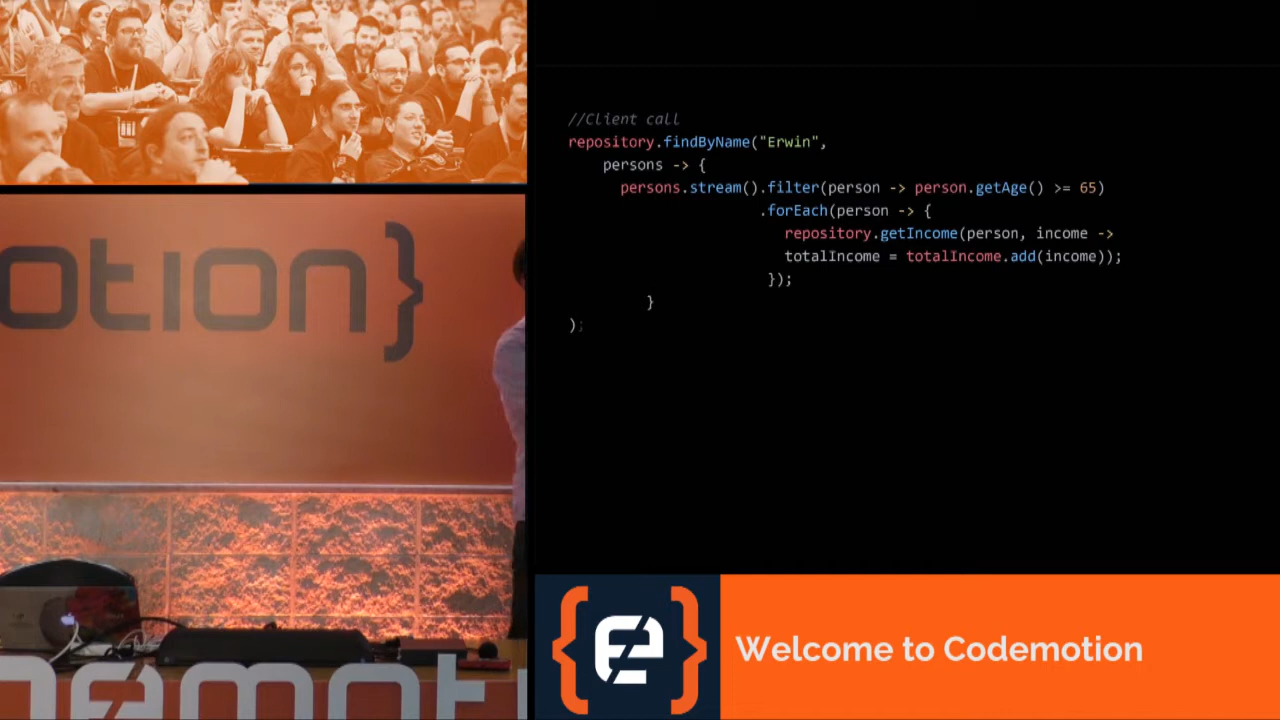 otion}
emoti
//Client call
repository.findByName("Erwin",
persons -> {
persons.stream().filter(person -> person.getAge() >= 65)
.forEach(person -> {
repository.getIncome(person, income ->
totalIncome = totalIncome.add(income));
});
}
);
Welcome to Codemotion